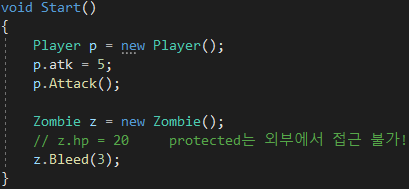 void Start()
{
Player p = new Player();
p.atk = 5;
p.Attack();
Zombie z = new Zombie();
// z.hp = 20 protected는 외부에서 접근 불가!
z.Bleed(3);
}